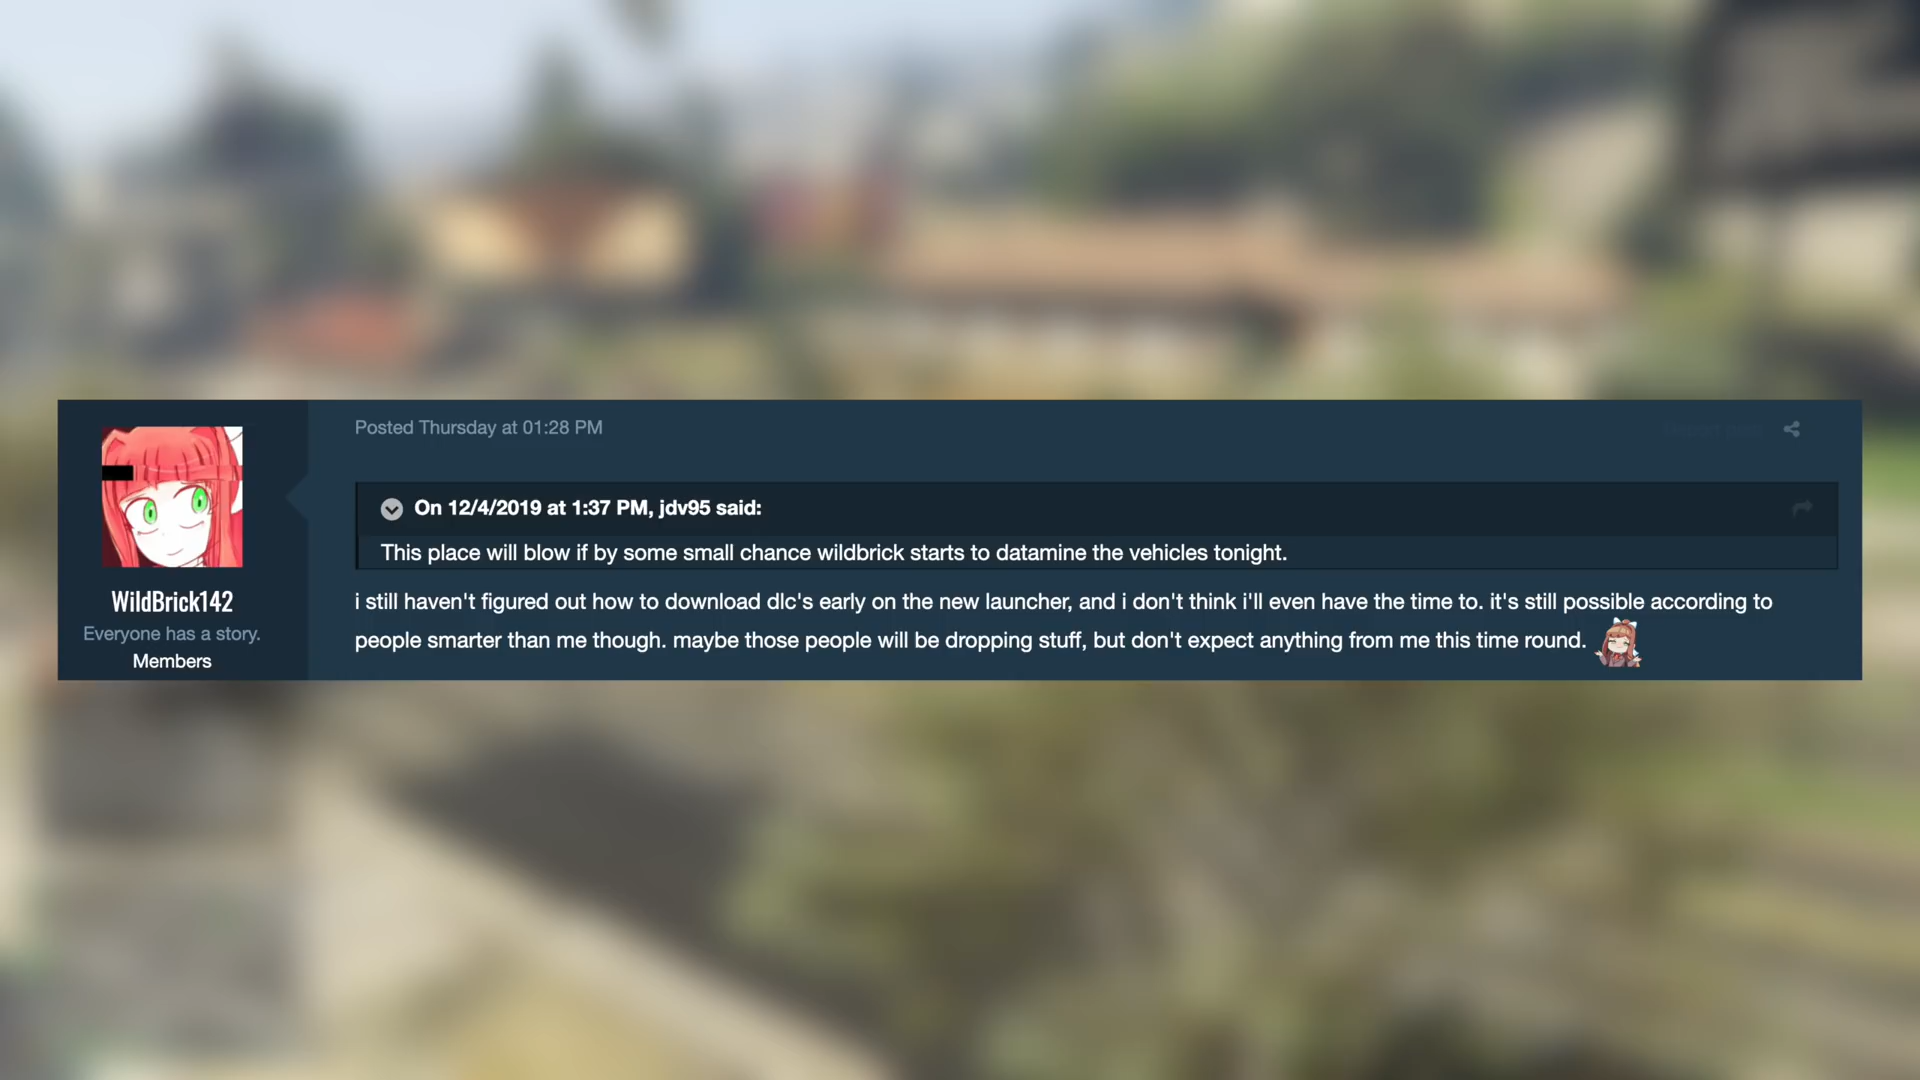 Posted Thursday at 01:28 PM
On 12/4/2019 at 1:37 PM, jdv95 said:
This place will blow if by some small chance wildbrick starts to datamine the vehicles tonight.
WildBrick142
Everyone has a story.
Members
i still haven't figured out how to download dlc's early on the new launcher, and i don't think i'll even have the time to. it's still possible according to
people smarter than me though. maybe those people will be dropping stuff, but don't expect anything from me this time round.